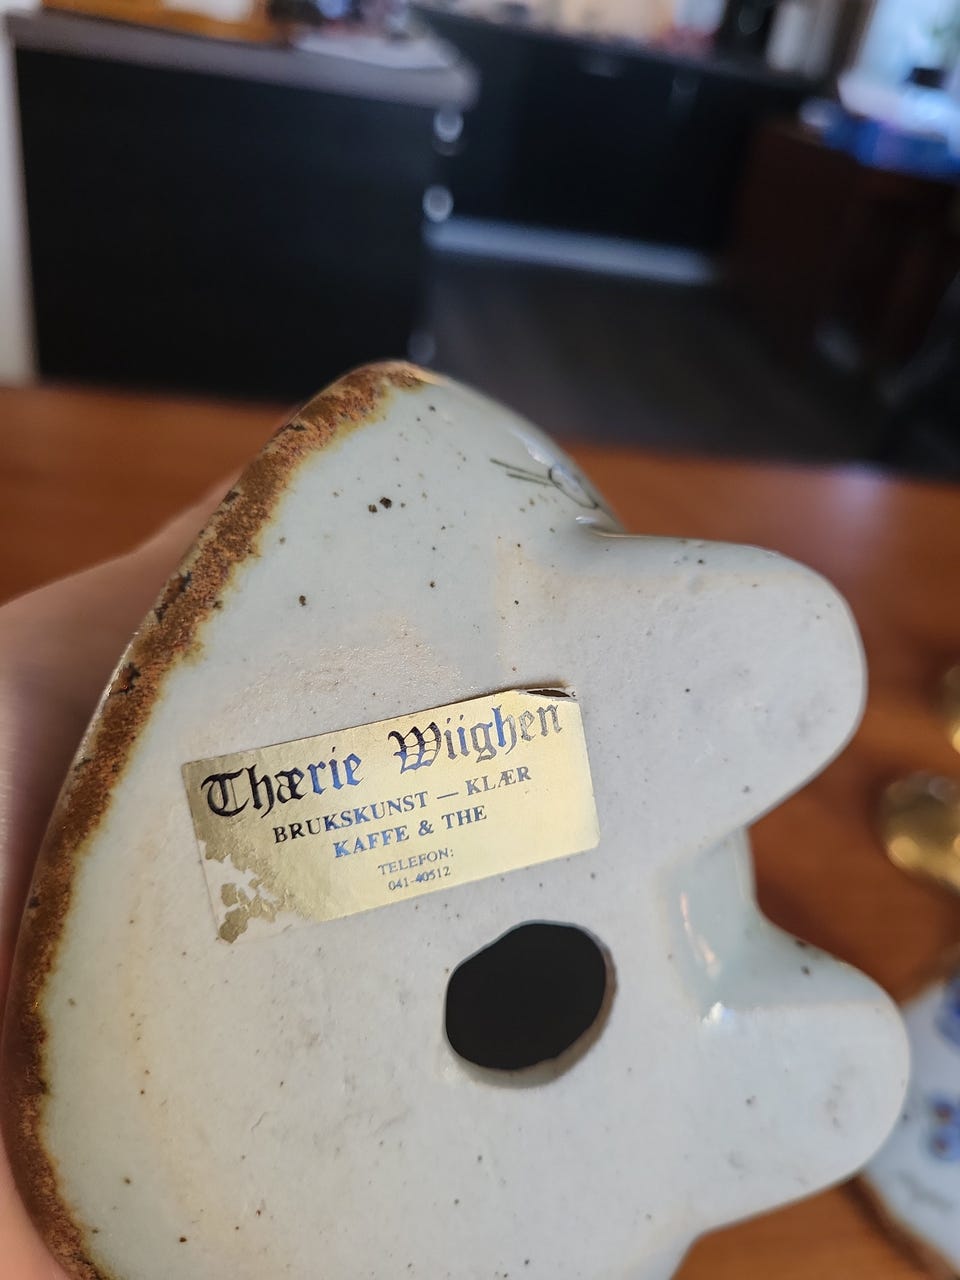 Thærie Wiighen
BRUKSKUNST — KLÆR
KAFFE & THE
TELEFON:
041-40512